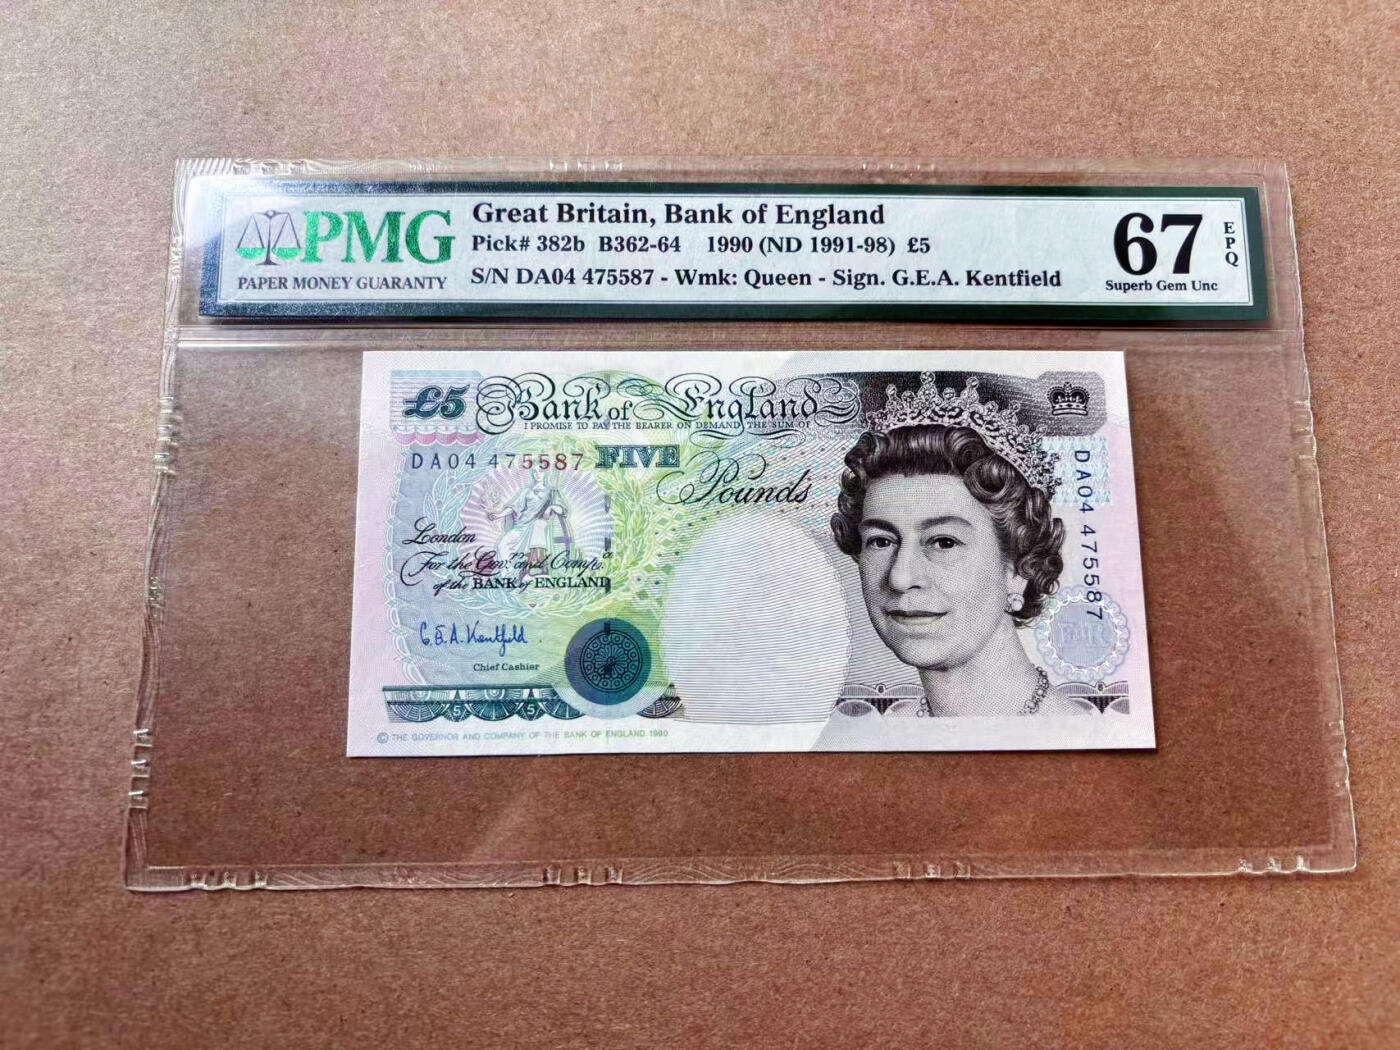 PMG
PAPER MONEY GUARANTY
Great Britain, Bank of England
Pick# 382b B362-64 1990 (ND 1991-98) £5
S/N DA04 475587 - Wmk: Queen - Sign. G.E.A. Kentfield
67
EPQ
Superb Gem Unc
£5
Bank of England
I PROMISE TO PAY THE BEARER ON DEMAND THE SUM OF
DA04 475587
FIVE
Pounds
DA04 475587
London
For the Govr. and Compa.
of the BANK of ENGLAND
G.E.A. Kentfield
Chief Cashier
5 5
EIIR
© THE GOVERNOR AND COMPANY OF THE BANK OF ENGLAND 1990